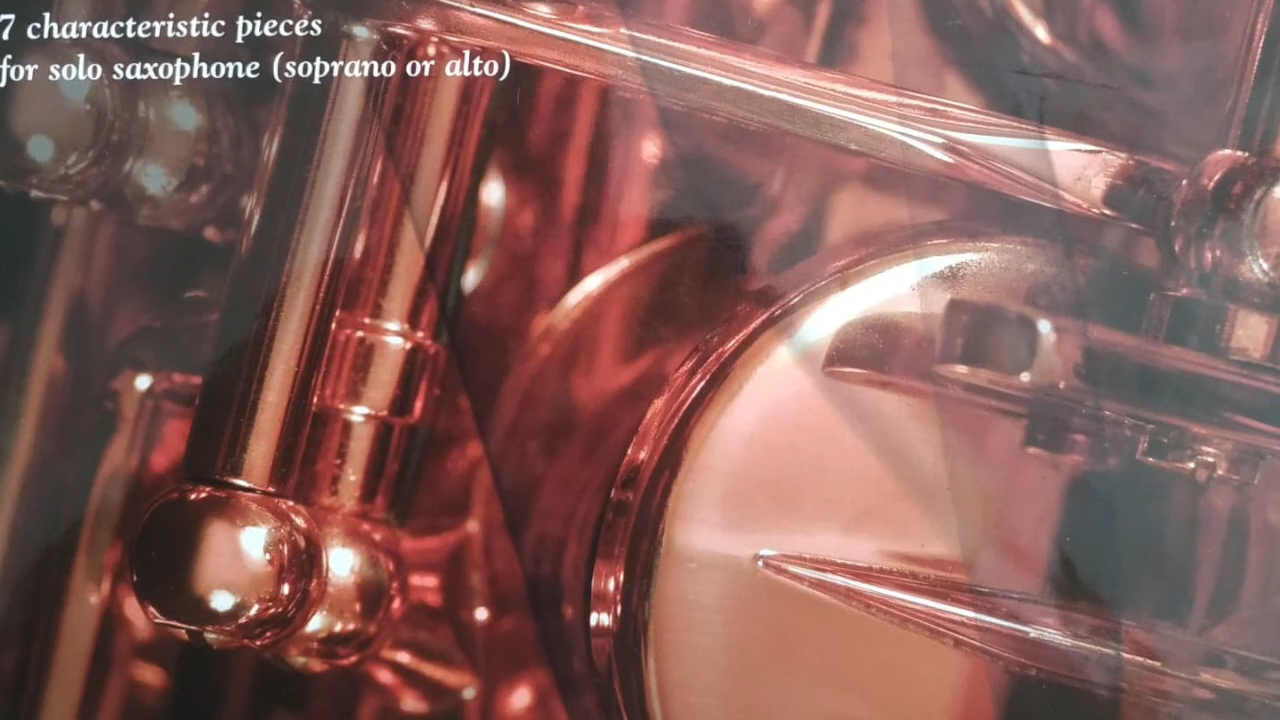 7 characteristic pieces
for solo saxophone (soprano or alto)